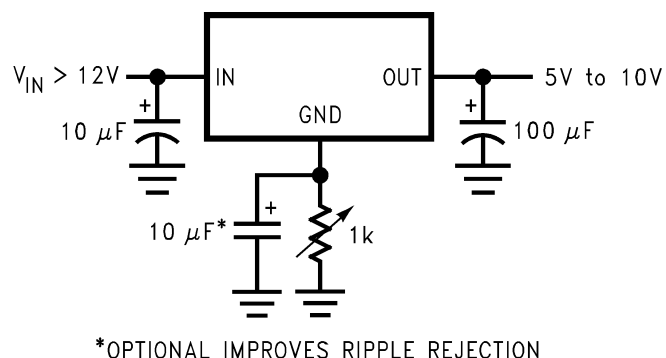 V_IN > 12V
IN
OUT
5V to 10V
GND
+
10 µF
+
100 µF
+
10 µF*
1k
*OPTIONAL IMPROVES RIPPLE REJECTION